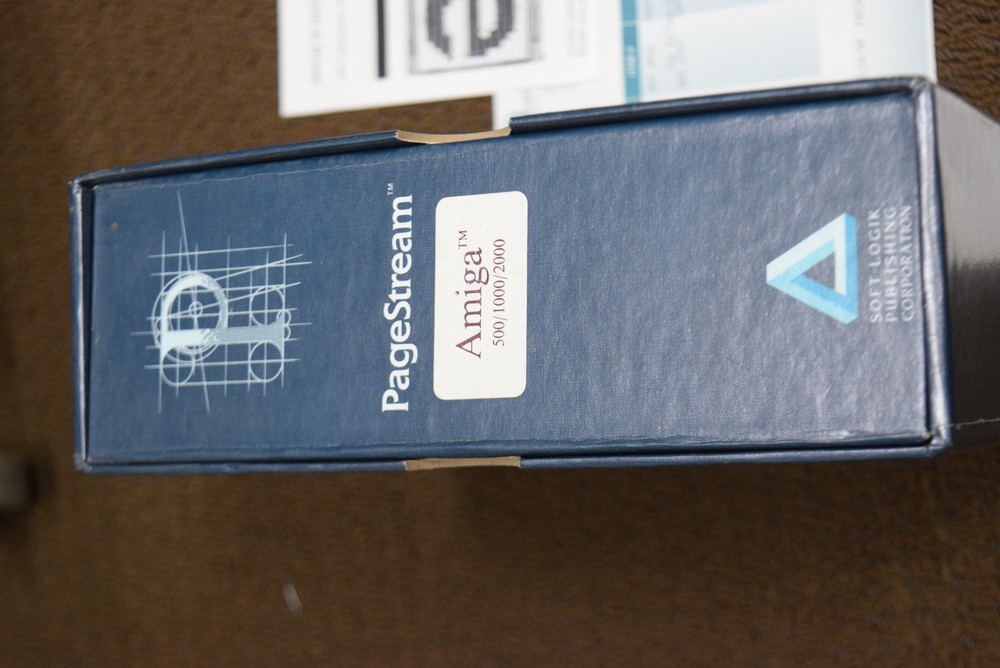 PageStream™
Amiga™
500/1000/2000
SOFT LOGIK
PUBLISHING
CORPORATION